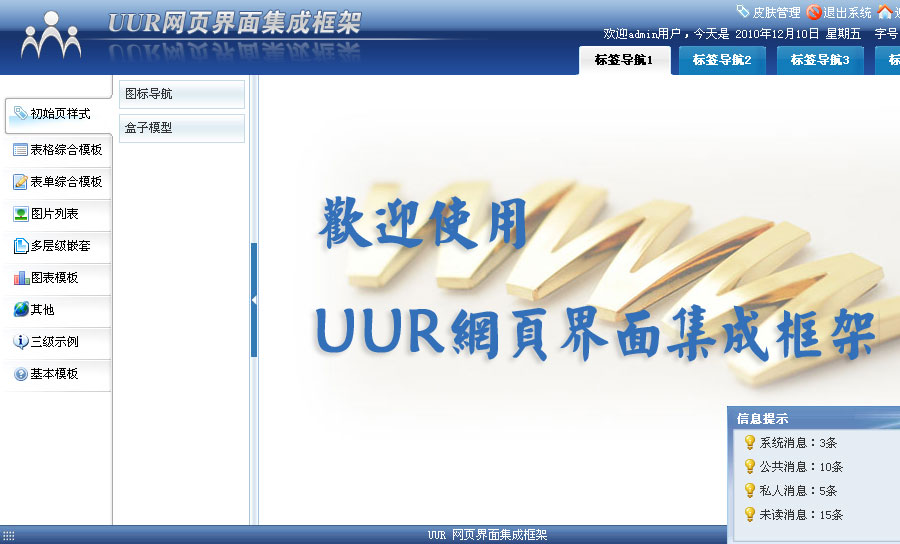 UUR网页界面集成框架
皮肤管理 退出系统
欢迎admin用户，今天是 2010年12月10日 星期五 字号
标签导航1 标签导航2 标签导航3
初始页样式
表格综合模板
表单综合模板
图片列表
多层级嵌套
图表模板
其他
三级示例
基本模板
图标导航
盒子模型
歡迎使用
UUR網頁界面集成框架
信息提示
系统消息：3条
公共消息：10条
私人消息：5条
未读消息：15条
UUR 网页界面集成框架